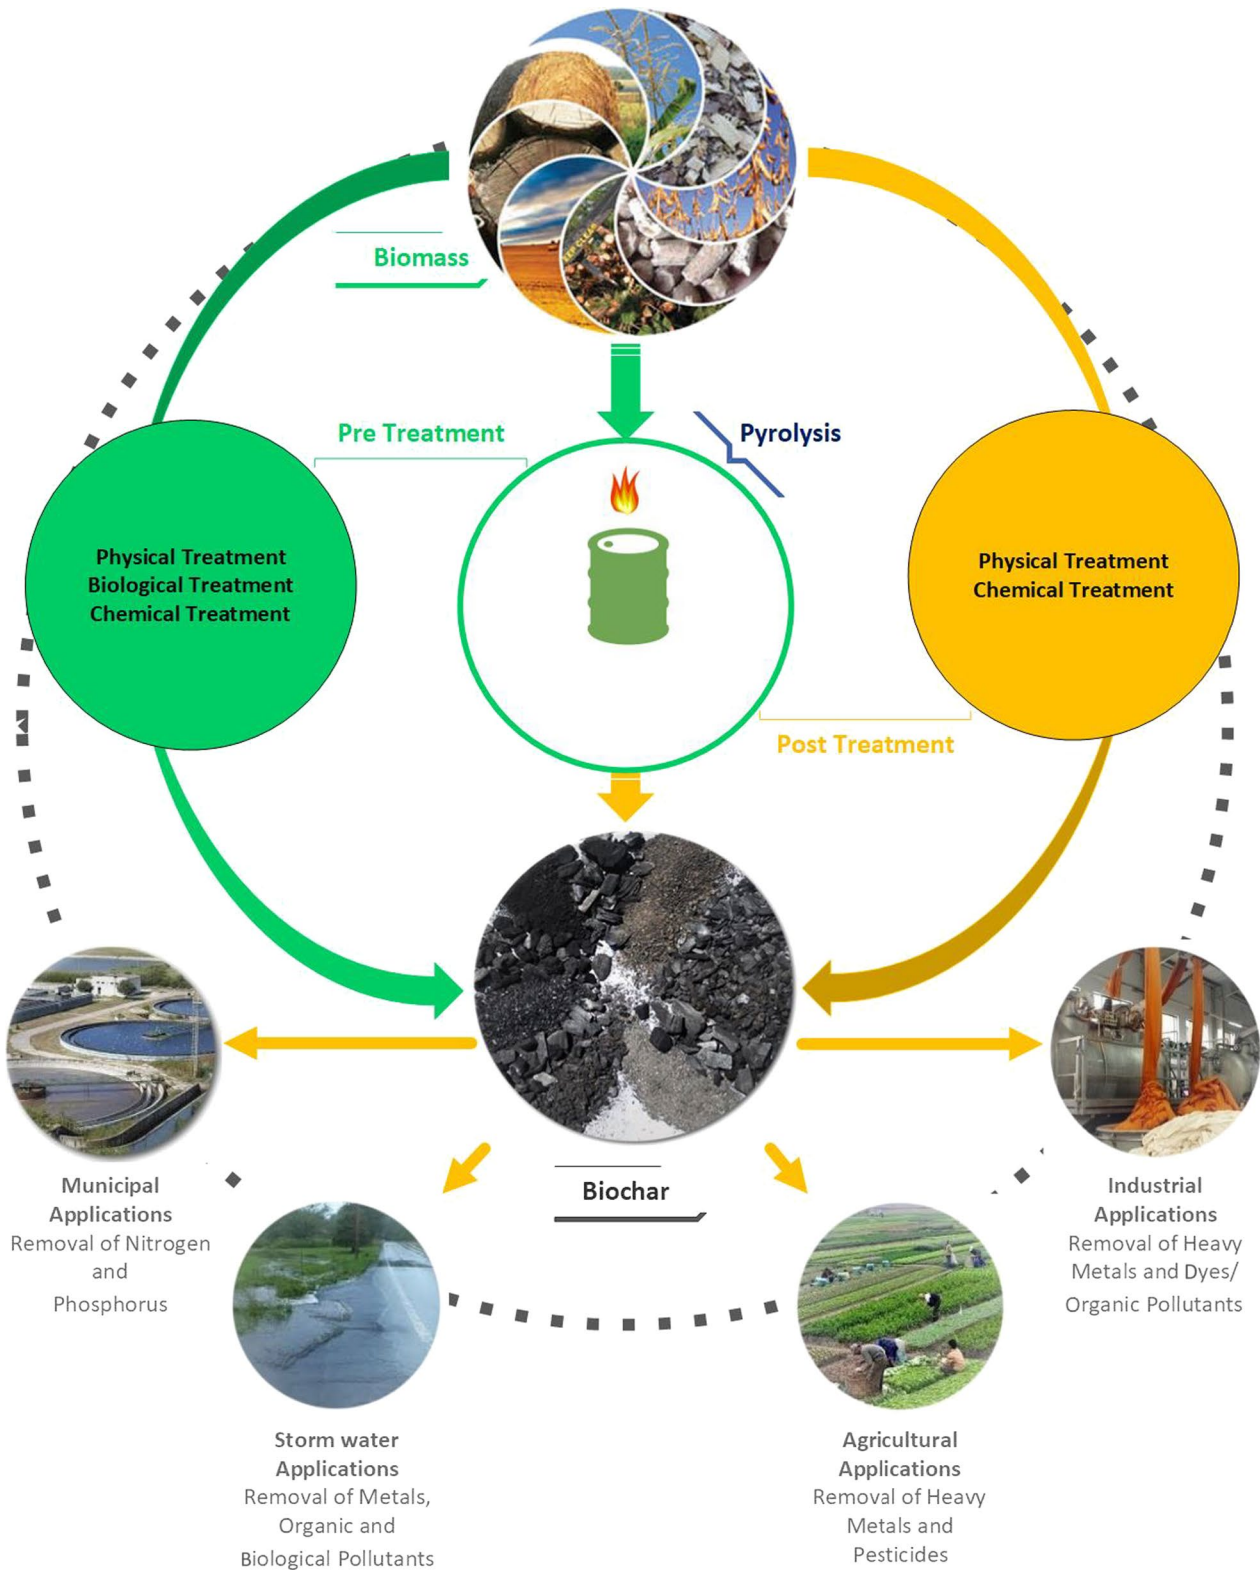 Biomass
Pre Treatment
Pyrolysis
Physical Treatment
Biological Treatment
Chemical Treatment
Physical Treatment
Chemical Treatment
Post Treatment
Biochar
Municipal
Applications
Removal of Nitrogen
and
Phosphorus
Industrial
Applications
Removal of Heavy
Metals and Dyes/
Organic Pollutants
Storm water
Applications
Removal of Metals,
Organic and
Biological Pollutants
Agricultural
Applications
Removal of Heavy
Metals and
Pesticides